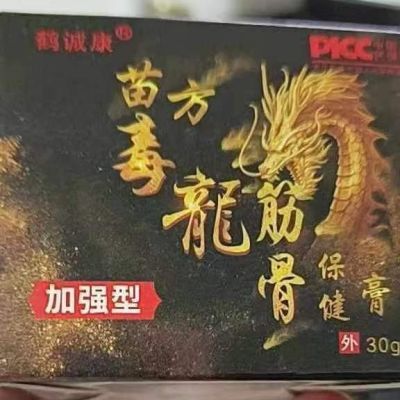 鹤诚康®
PICC
苗方
毒龍筋骨
保健膏
加强型
外 30g